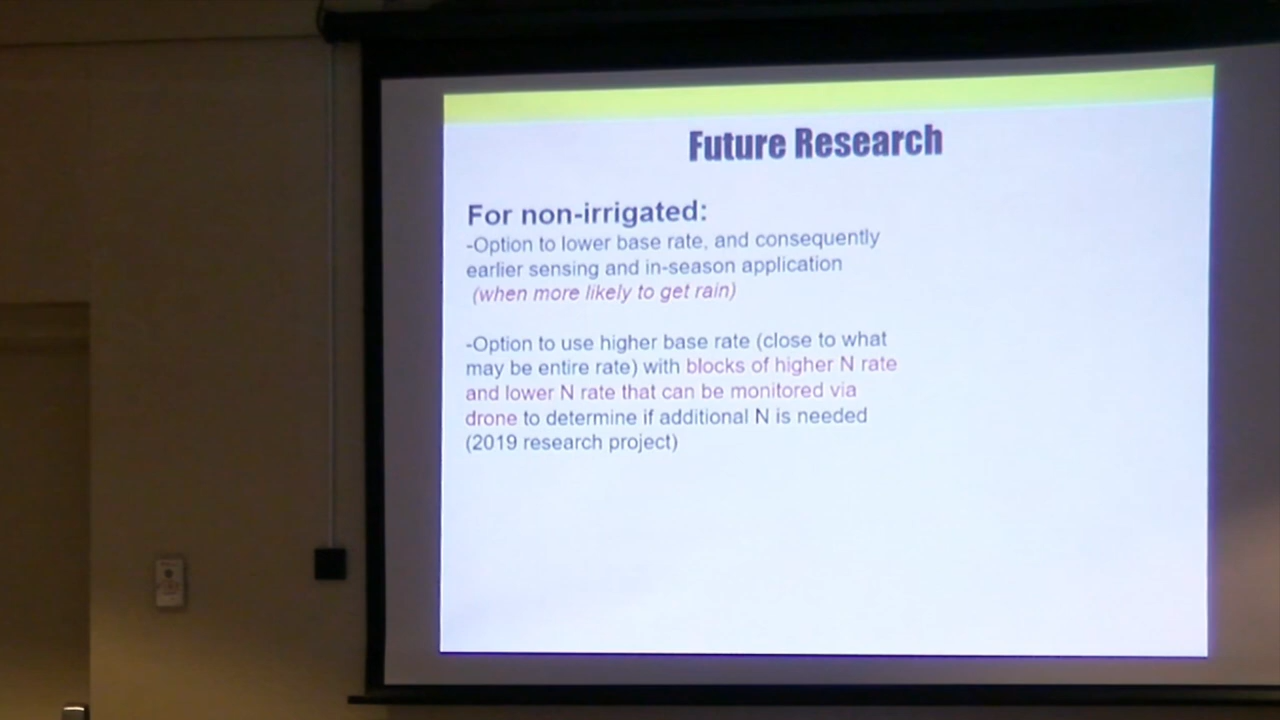 Future Research
For non-irrigated:
-Option to lower base rate, and consequently
earlier sensing and in-season application
(when more likely to get rain)
-Option to use higher base rate (close to what
may be entire rate) with blocks of higher N rate
and lower N rate that can be monitored via
drone to determine if additional N is needed
(2019 research project)